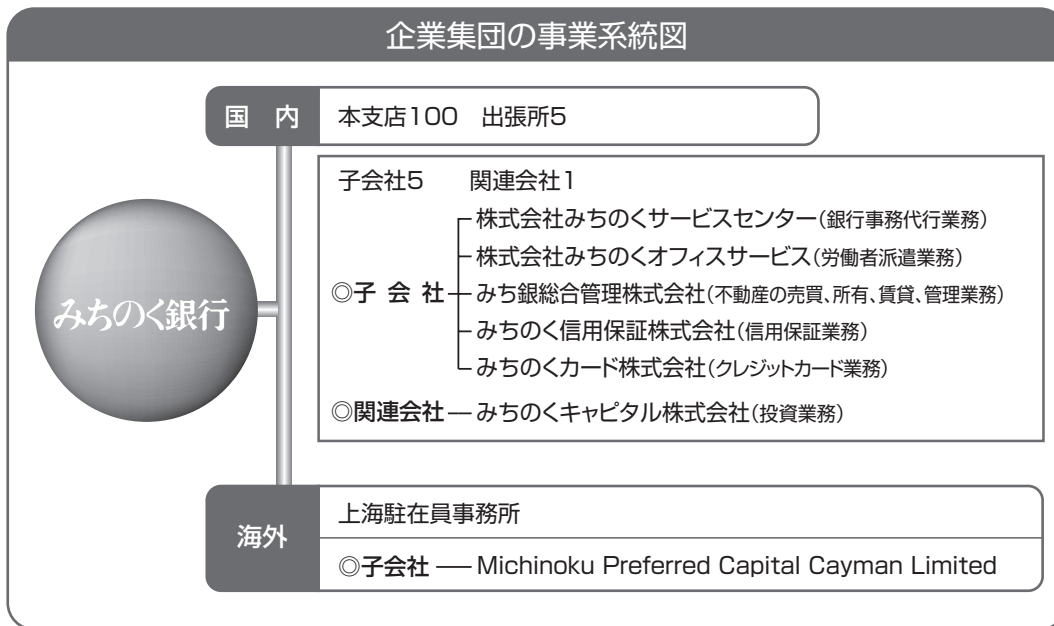 企業集団の事業系統図
国 内
本支店100 出張所5
子会社5 関連会社1
株式会社みちのくサービスセンター(銀行事務代行業務)
株式会社みちのくオフィスサービス(労働者派遣業務)
◎子 会 社 みち銀総合管理株式会社(不動産の売買、所有、賃貸、管理業務)
みちのく信用保証株式会社(信用保証業務)
みちのくカード株式会社(クレジットカード業務)
◎関連会社 みちのくキャピタル株式会社(投資業務)
みちのく銀行
海外
上海駐在員事務所
◎子会社 Michinoku Preferred Capital Cayman Limited